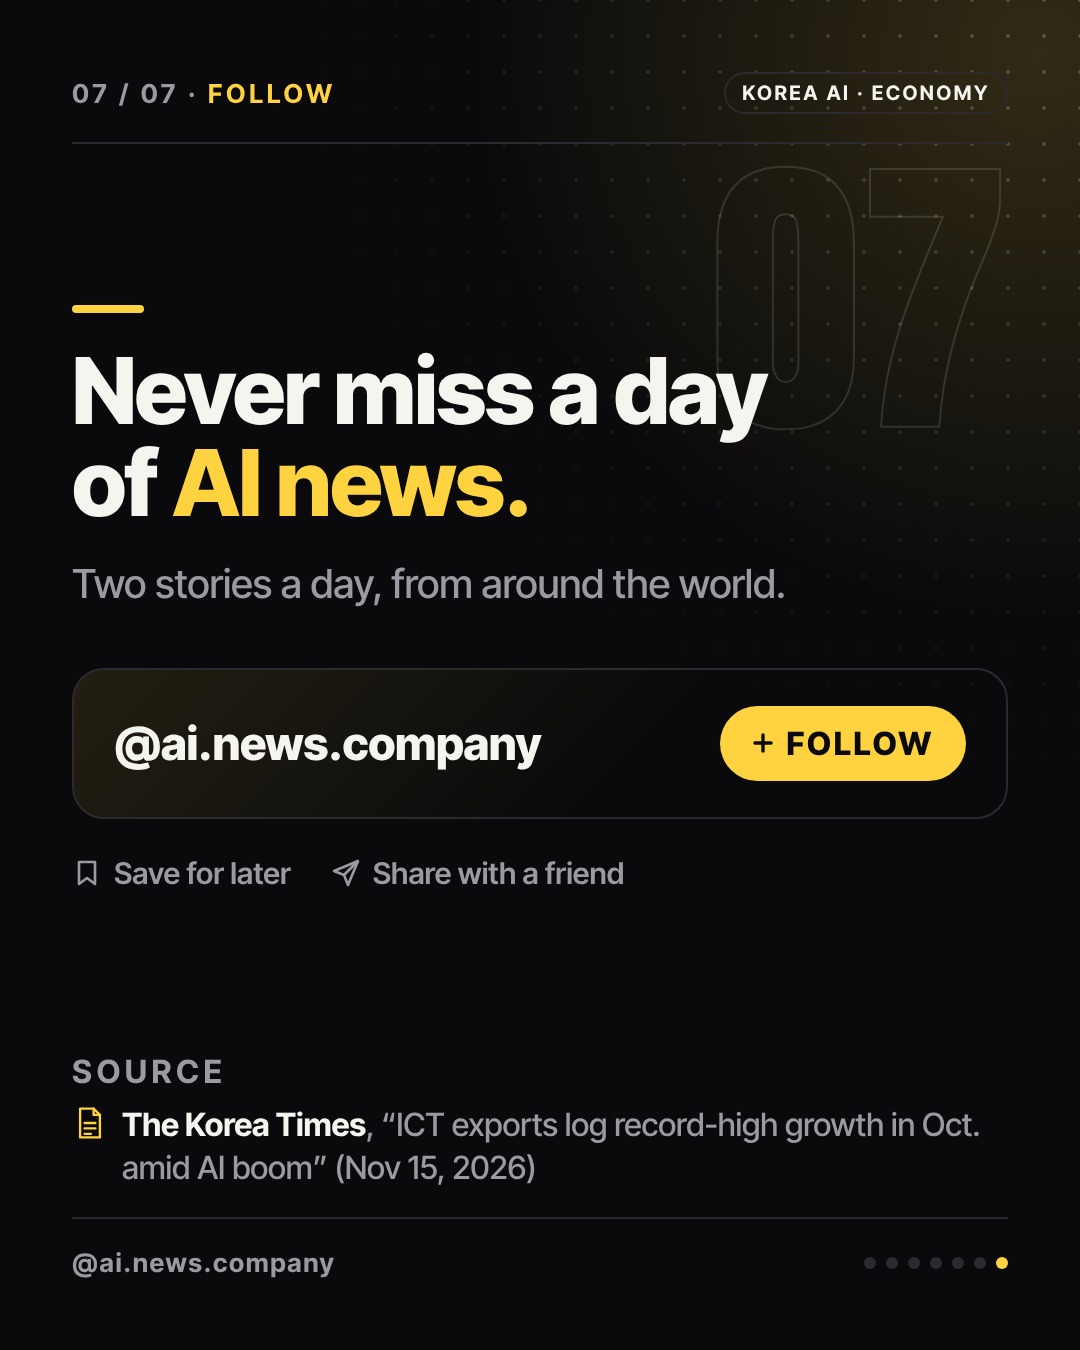 07 / 07 · FOLLOW
KOREA AI · ECONOMY
07
Never miss a day
of AI news.
Two stories a day, from around the world.
@ai.news.company
+ FOLLOW
Save for later
Share with a friend
SOURCE
The Korea Times, “ICT exports log record-high growth in Oct.
amid AI boom” (Nov 15, 2026)
@ai.news.company